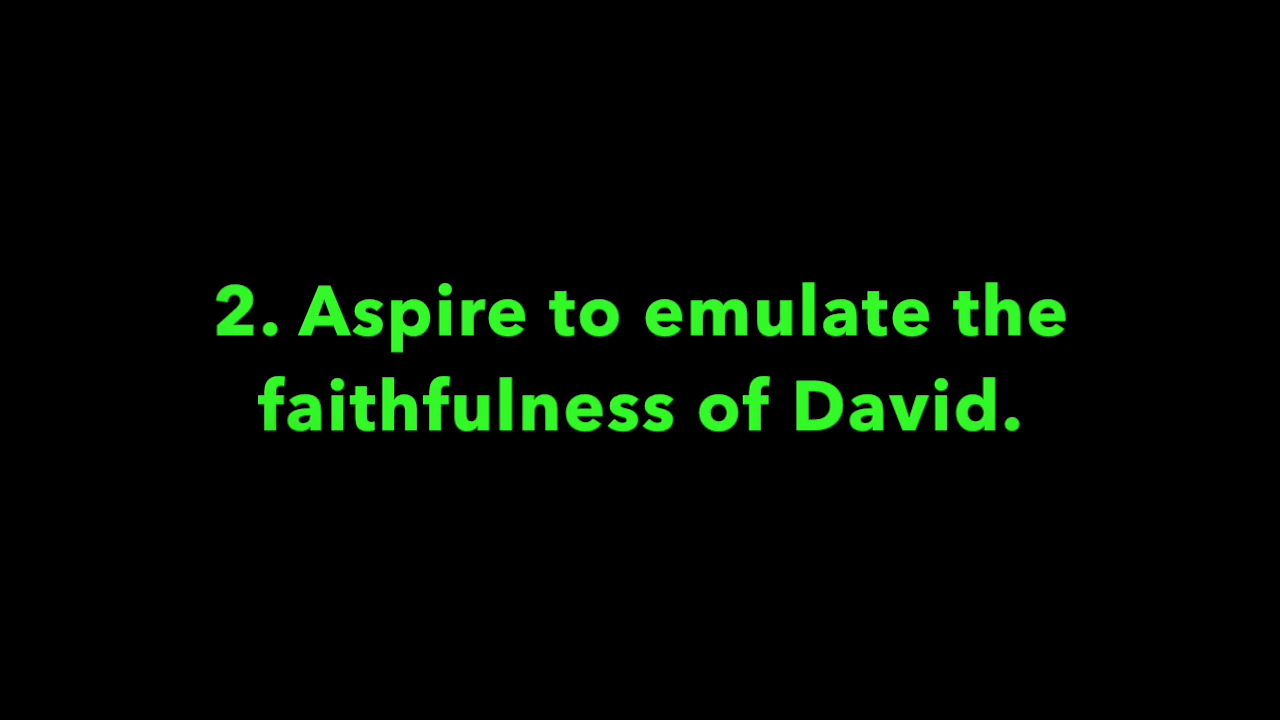 2. Aspire to emulate the
faithfulness of David.